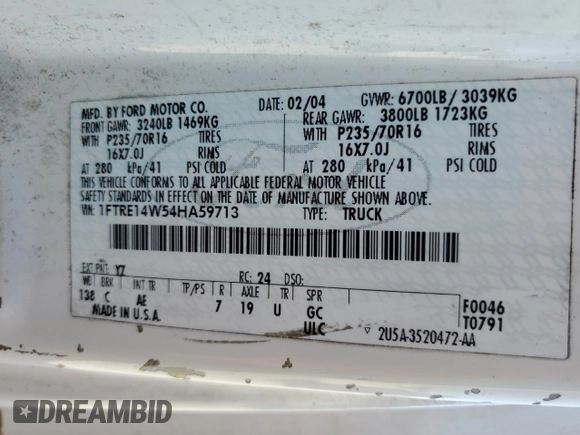 MFD. BY FORD MOTOR CO. DATE: 02/04 GVWR: 6700LB/ 3039KG
FRONT GAWR: 3240LB 1469KG REAR GAWR: 3800LB 1723KG
WITH P235/70R16 TIRES WITH P235/70R16 TIRES
16X7.0J RIMS 16X7.0J RIMS
AT 280 kPa/41 PSI COLD AT 280 kPa/41 PSI COLD
THIS VEHICLE CONFORMS TO ALL APPLICABLE FEDERAL MOTOR VEHICLE
SAFETY STANDARDS IN EFFECT ON THE DATE OF MANUFACTURE SHOWN ABOVE.
VIN: 1FTRE14W54HA59713 TYPE: TRUCK
EXT PNT: YZ RC: 24 DSO:
WB BRK INT TR TP/PS R AXLE TR SPR
138 C AE 7 19 U GC F0046
MADE IN U.S.A. ULC T0791
▽ 2U5A-3520472-AA
DREAMBID